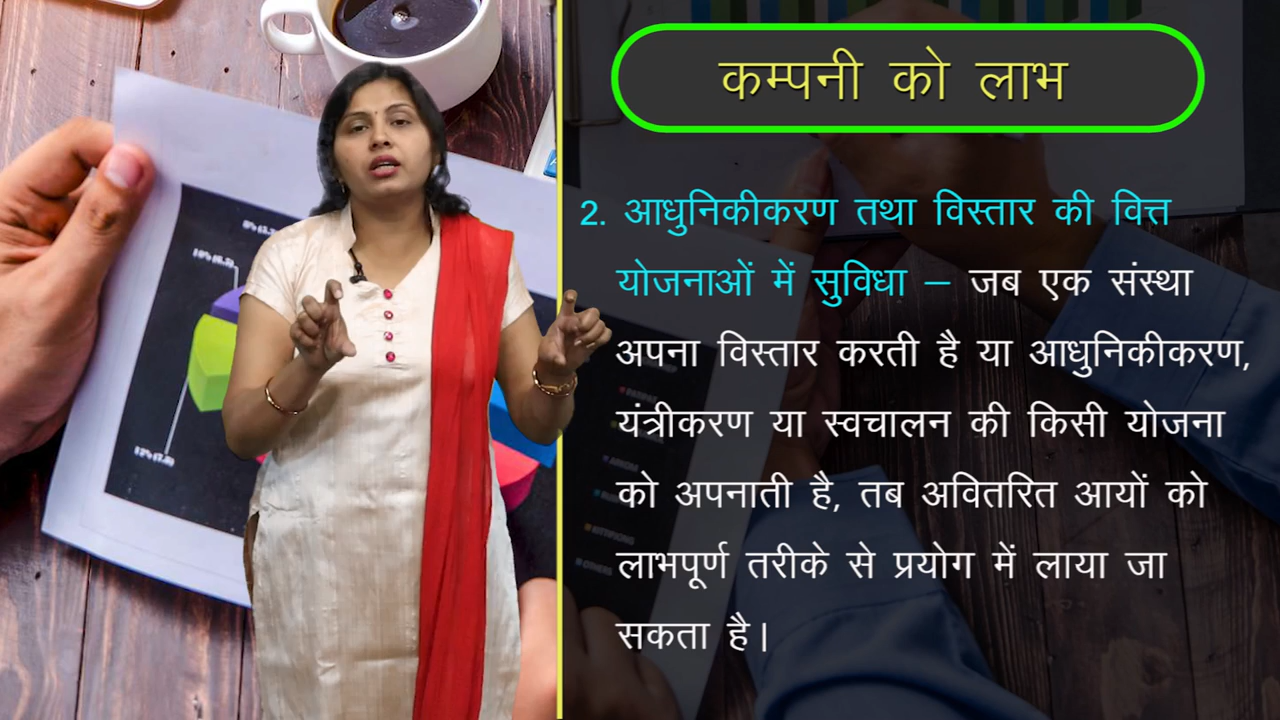 कम्पनी को लाभ
2. आधुनिकीकरण तथा विस्तार की वित्त
योजनाओं में सुविधा – जब एक संस्था
अपना विस्तार करती है या आधुनिकीकरण,
यंत्रीकरण या स्वचालन की किसी योजना
को अपनाती है, तब अवितरित आयों को
लाभपूर्ण तरीके से प्रयोग में लाया जा
सकता है।